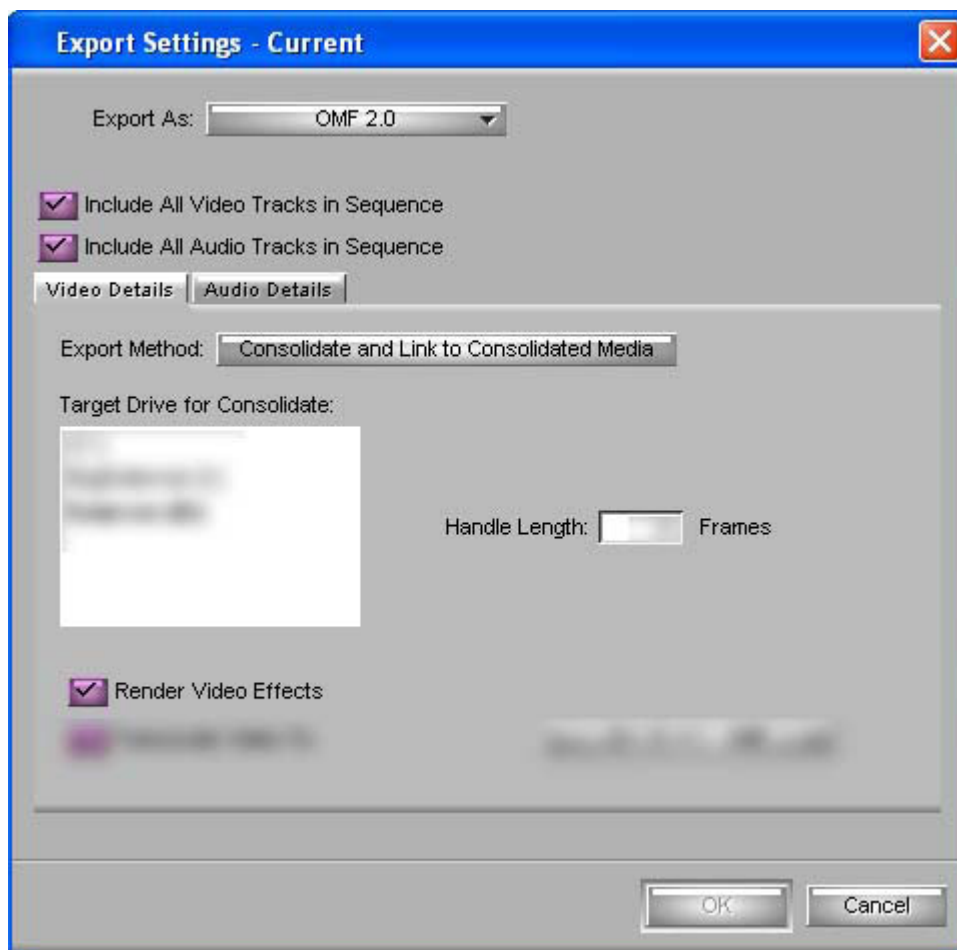 Export Settings - Current
Export As: OMF 2.0
Include All Video Tracks in Sequence
Include All Audio Tracks in Sequence
Video Details Audio Details
Export Method: Consolidate and Link to Consolidated Media
Target Drive for Consolidate:
Handle Length: Frames
Render Video Effects
OK Cancel